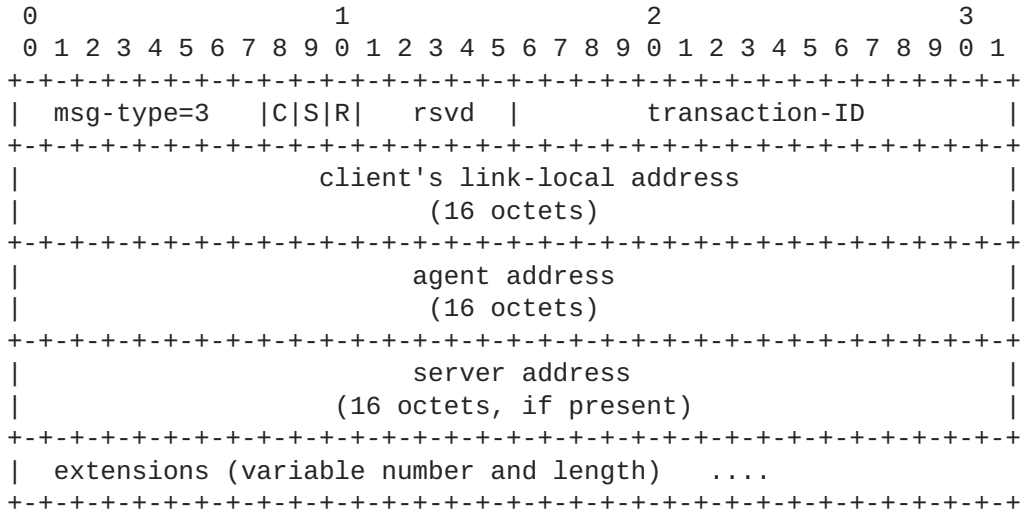 0                   1                   2                   3
 0 1 2 3 4 5 6 7 8 9 0 1 2 3 4 5 6 7 8 9 0 1 2 3 4 5 6 7 8 9 0 1
+-+-+-+-+-+-+-+-+-+-+-+-+-+-+-+-+-+-+-+-+-+-+-+-+-+-+-+-+-+-+-+-+
|  msg-type=3   |C|S|R|   rsvd  |        transaction-ID         |
+-+-+-+-+-+-+-+-+-+-+-+-+-+-+-+-+-+-+-+-+-+-+-+-+-+-+-+-+-+-+-+-+
|                   client's link-local address                 |
|                          (16 octets)                          |
+-+-+-+-+-+-+-+-+-+-+-+-+-+-+-+-+-+-+-+-+-+-+-+-+-+-+-+-+-+-+-+-+
|                         agent address                         |
|                          (16 octets)                          |
+-+-+-+-+-+-+-+-+-+-+-+-+-+-+-+-+-+-+-+-+-+-+-+-+-+-+-+-+-+-+-+-+
|                         server address                        |
|                    (16 octets, if present)                    |
+-+-+-+-+-+-+-+-+-+-+-+-+-+-+-+-+-+-+-+-+-+-+-+-+-+-+-+-+-+-+-+-+
|  extensions (variable number and length)   ....
+-+-+-+-+-+-+-+-+-+-+-+-+-+-+-+-+-+-+-+-+-+-+-+-+-+-+-+-+-+-+-+-+